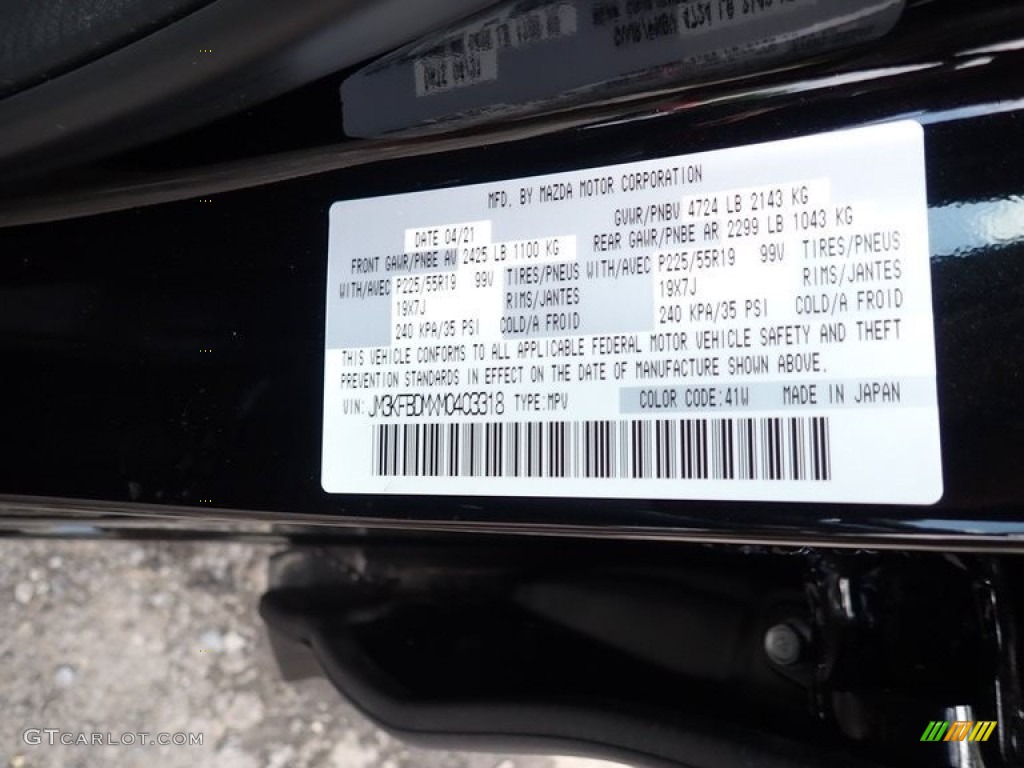 MFD. BY MAZDA MOTOR CORPORATION
DATE 04/21 GVWR/PNBV 4724 LB 2143 KG
FRONT GAWR/PNBE AV 2425 LB 1100 KG REAR GAWR/PNBE AR 2299 LB 1043 KG
WITH/AVEC P225/55R19 99V TIRES/PNEUS WITH/AVEC P225/55R19 99V TIRES/PNEUS
19X7J RIMS/JANTES 19X7J RIMS/JANTES
240 KPA/35 PSI COLD/A FROID 240 KPA/35 PSI COLD/A FROID
THIS VEHICLE CONFORMS TO ALL APPLICABLE FEDERAL MOTOR VEHICLE SAFETY AND THEFT
PREVENTION STANDARDS IN EFFECT ON THE DATE OF MANUFACTURE SHOWN ABOVE.
VIN: JM3KFBDMXM0403318 TYPE:MPV COLOR CODE:41W MADE IN JAPAN
GTCARLOT.COM